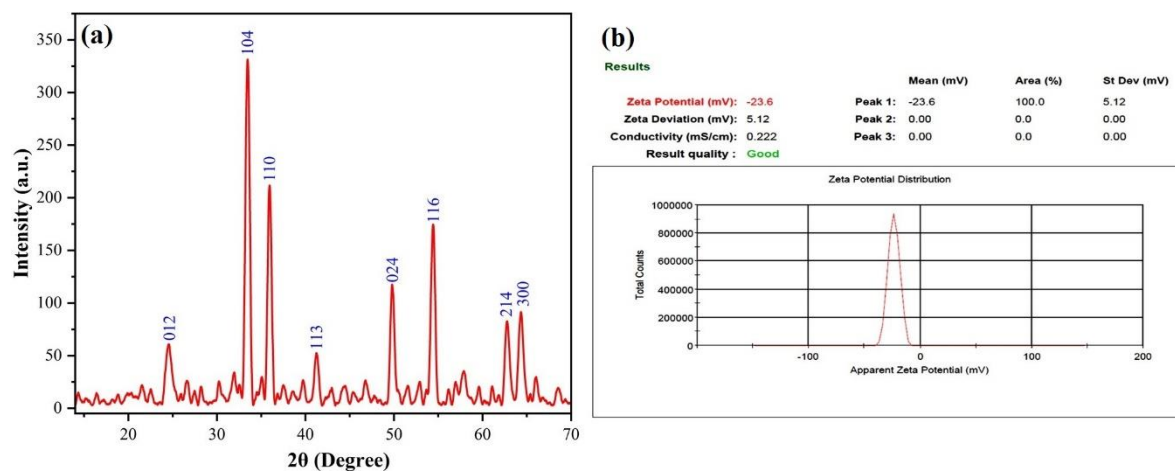 (a)
350
300
250
200
150
100
50
0
Intensity (a.u.)
012
104
110
113
024
116
214
300
20
30
40
50
60
70
2θ (Degree)
(b)
Results
Mean (mV) Area (%) St Dev (mV)
Zeta Potential (mV): -23.6 Peak 1: -23.6 100.0 5.12
Zeta Deviation (mV): 5.12 Peak 2: 0.00 0.0 0.00
Conductivity (mS/cm): 0.222 Peak 3: 0.00 0.0 0.00
Result quality : Good
Zeta Potential Distribution
1000000
800000
600000
400000
200000
0
Total Counts
-100
0
100
200
Apparent Zeta Potential (mV)